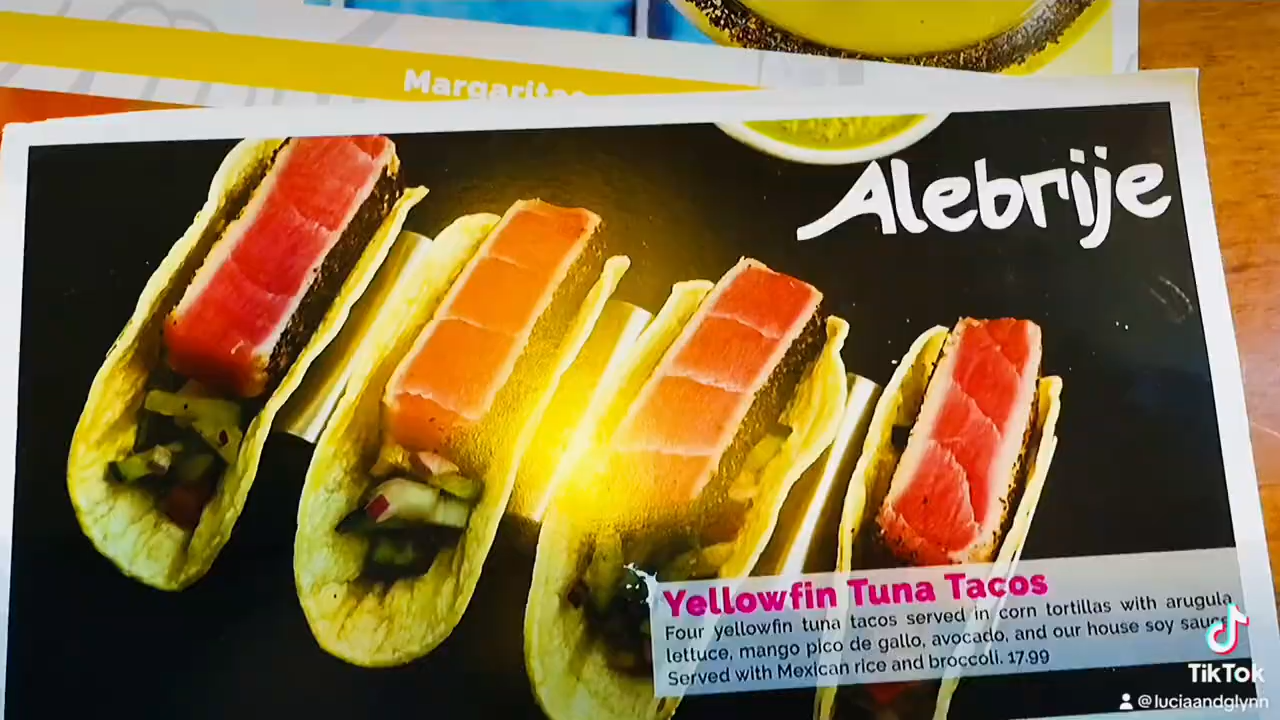 Margaritas
Alebrije
Yellowfin Tuna Tacos
Four yellowfin tuna tacos served in corn tortillas with arugula
lettuce, mango pico de gallo, avocado, and our house soy sauce.
Served with Mexican rice and broccoli. 17.99
TikTok
@luciaandglynn